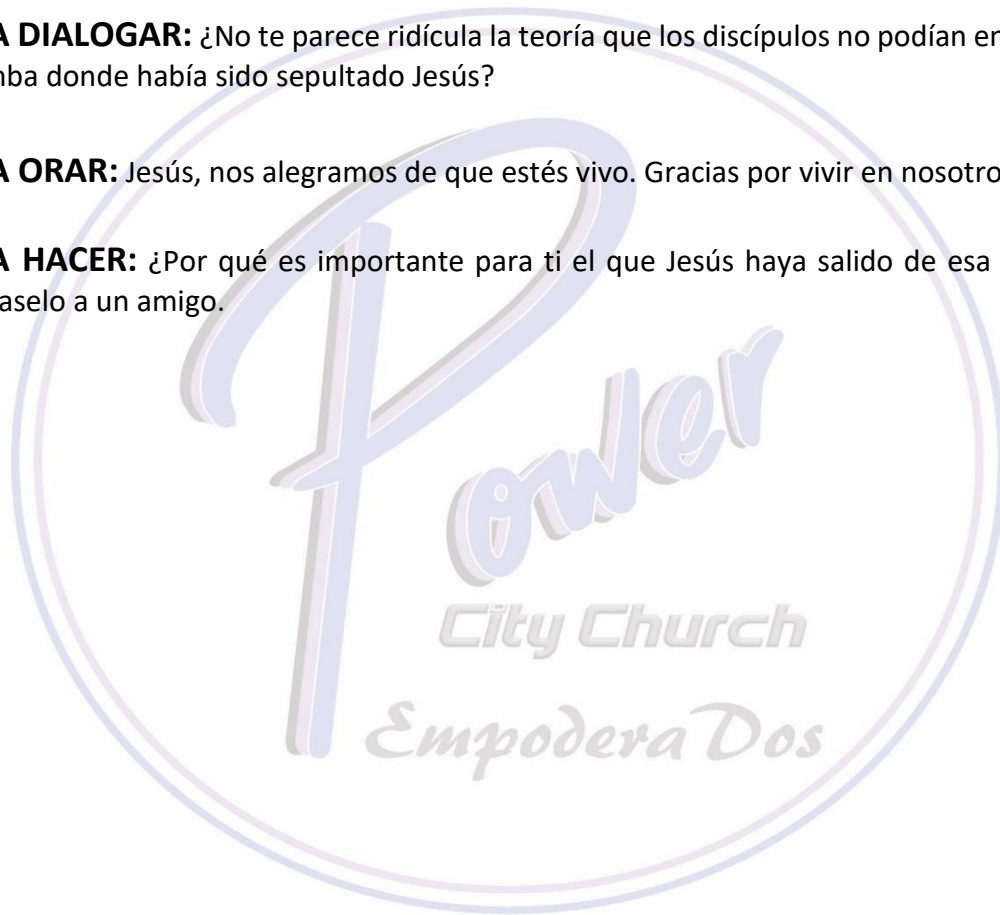 A DIALOGAR: ¿No te parece ridícula la teoría que los discípulos no podían en
ba donde había sido sepultado Jesús?
A ORAR: Jesús, nos alegramos de que estés vivo. Gracias por vivir en nosotro
A HACER: ¿Por qué es importante para ti el que Jesús haya salido de esa
aselo a un amigo.
Power
City Church
EmpoderaDos